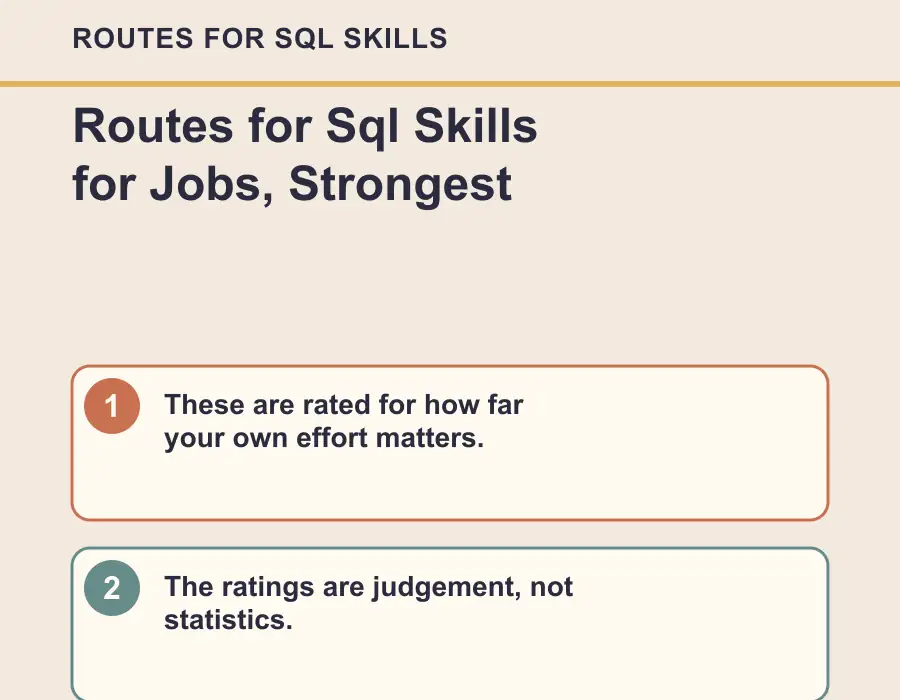 ROUTES FOR SQL SKILLS
Routes for Sql Skills
for Jobs, Strongest
1
These are rated for how far
your own effort matters.
2
The ratings are judgement, not
statistics.